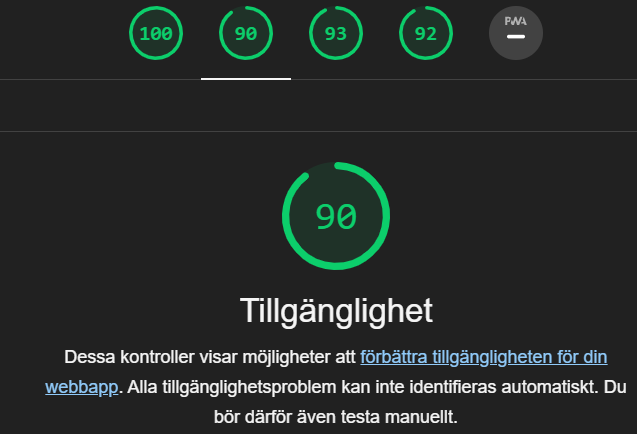 100 90 93 92 PWA
90
Tillgänglighet
Dessa kontroller visar möjligheter att förbättra tillgängligheten för din
webbapp. Alla tillgänglighetsproblem kan inte identifieras automatiskt. Du
bör därför även testa manuellt.